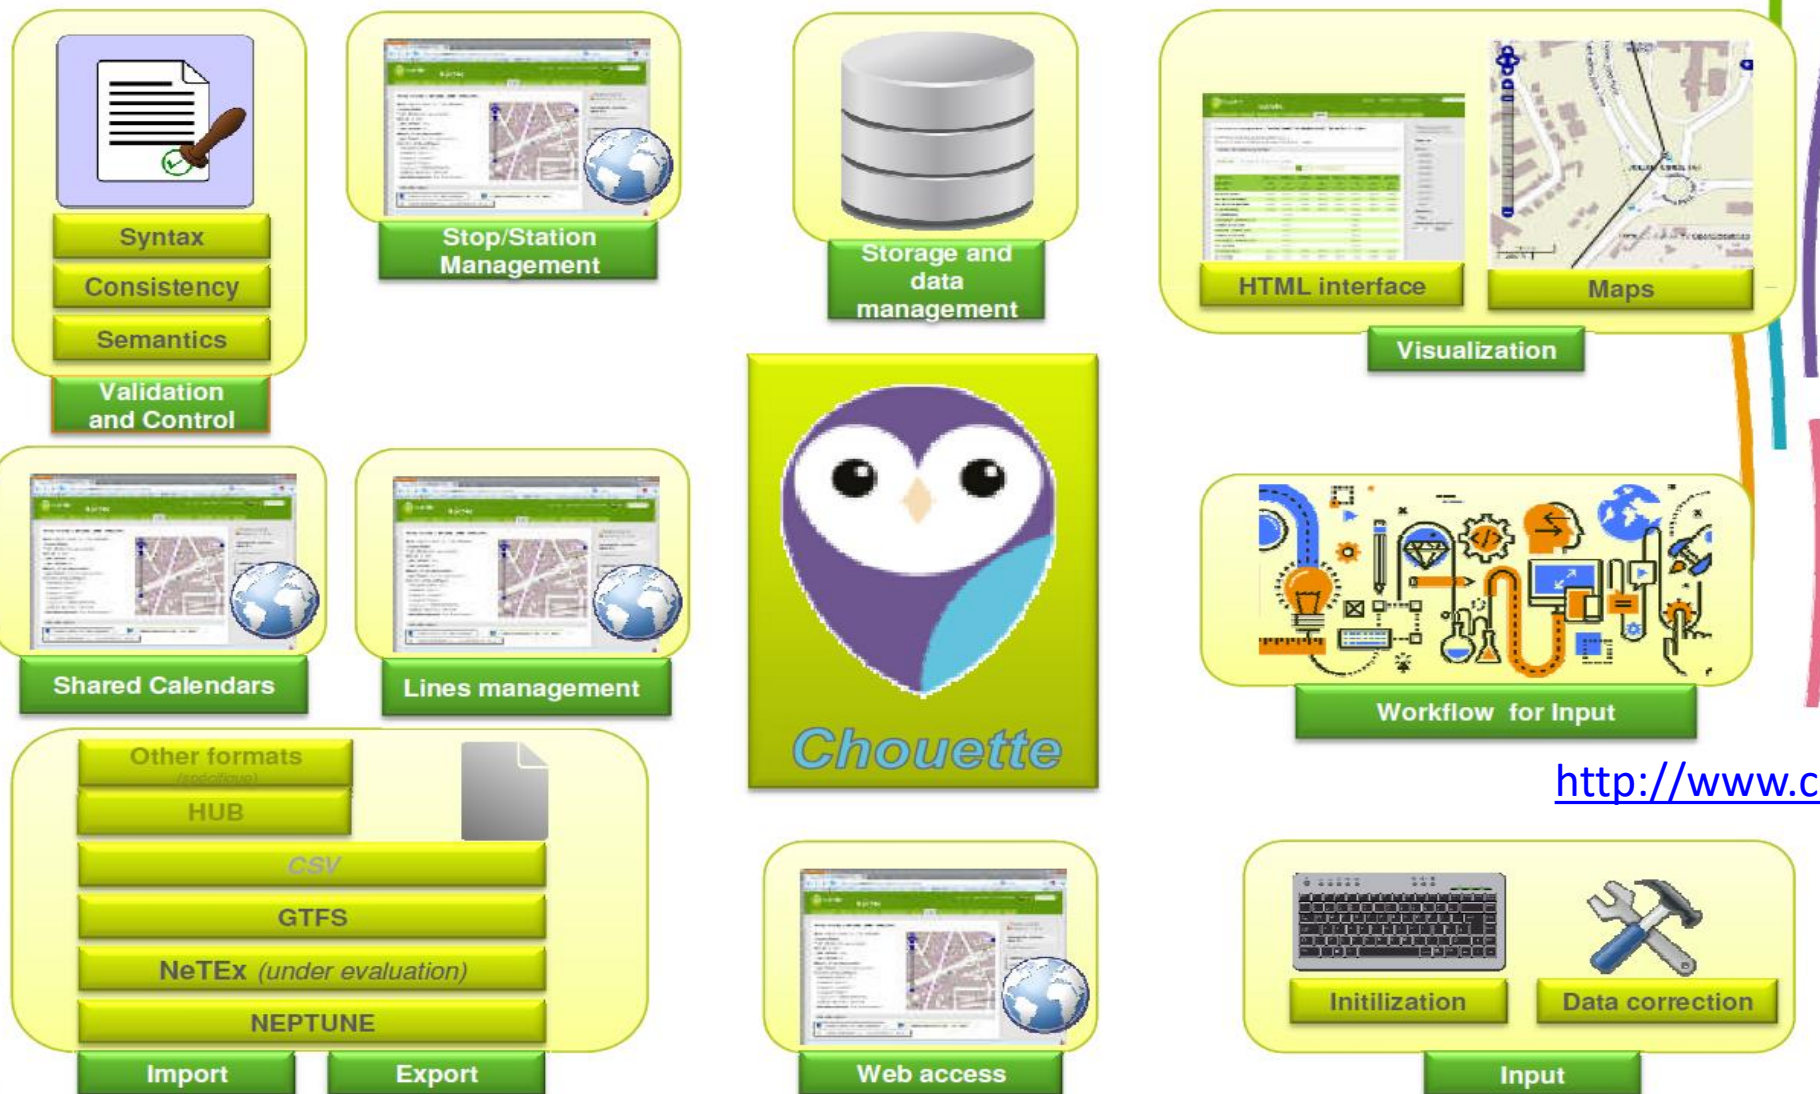 Syntax
Consistency
Semantics
Validation
and Control
Stop/Station
Management
Storage and
data
management
HTML interface
Maps
Visualization
Shared Calendars
Lines management
Chouette
Workflow for Input
http://www.c
Other formats
(spécifique)
HUB
CSV
GTFS
NeTEx (under evaluation)
NEPTUNE
Import
Export
Web access
Initilization
Data correction
Input